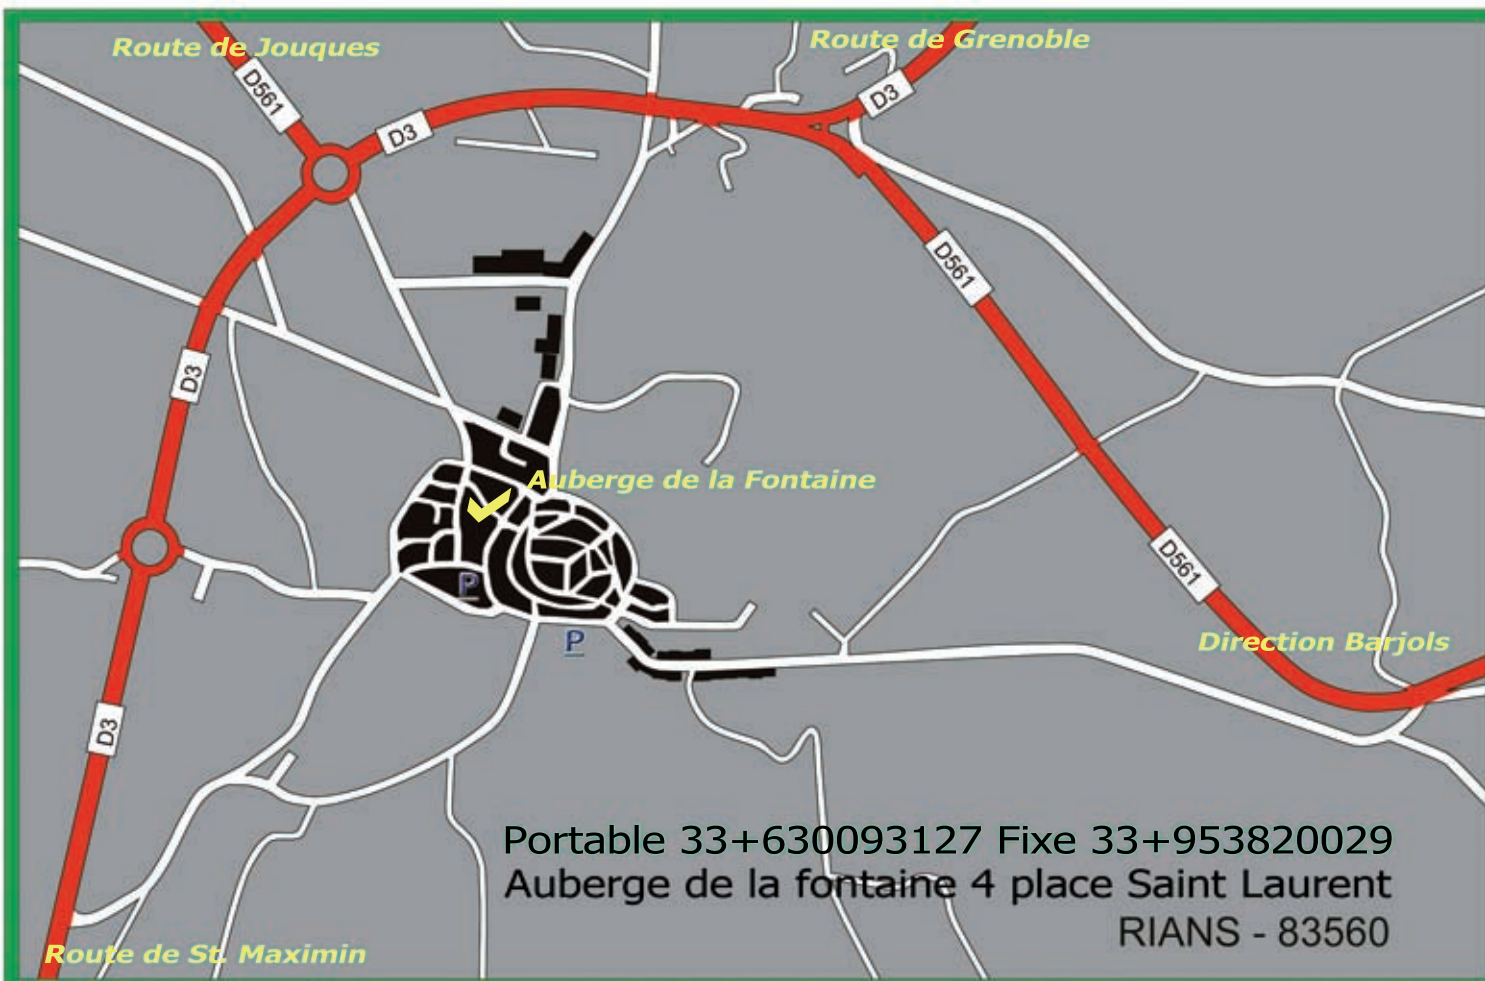 Route de Jouques
Route de Grenoble
D561
D3
D3
D561
D3
Auberge de la Fontaine
D561
P
P
Direction Barjols
D3
Portable 33+630093127 Fixe 33+953820029
Auberge de la fontaine 4 place Saint Laurent
RIANS - 83560
Route de St. Maximin